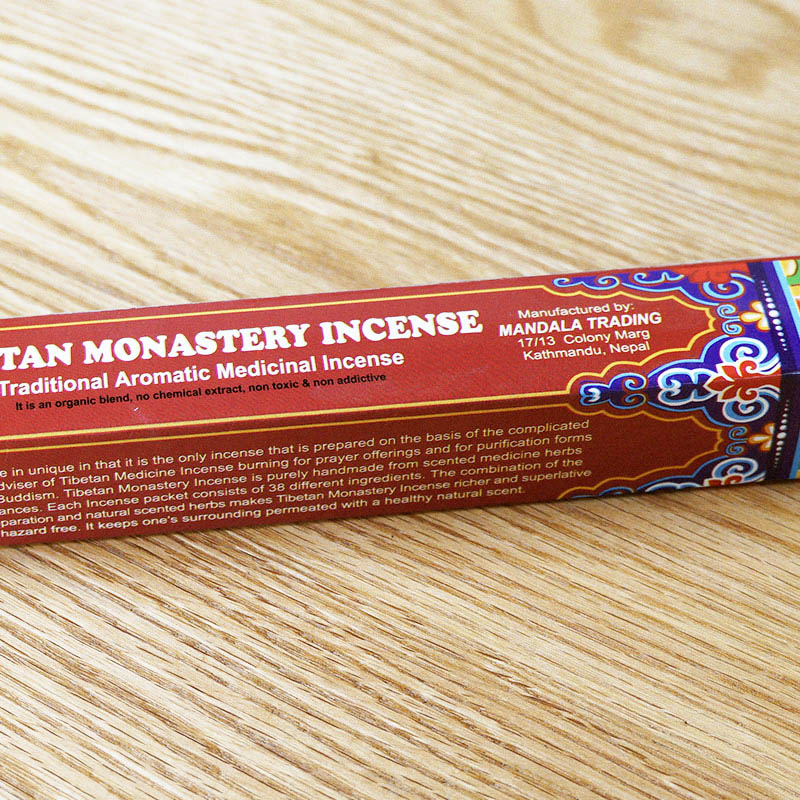 TAN MONASTERY INCENSE
Traditional Aromatic Medicinal Incense
It is an organic blend, no chemical extract, non toxic & non addictive
Manufactured by:
MANDALA TRADING
17/13 Colony Marg
Kathmandu, Nepal
e in unique in that it is the only incense that is prepared on the basis of the complicated
dviser of Tibetan Medicine Incense burning for prayer offerings and for purification forms
Buddism. Tibetan Monastery Incense is purely handmade from scented medicine herbs
ances. Each Incense packet consists of 38 different ingredients. The combination of the
paration and natural scented herbs makes Tibetan Monastery Incense richer and superlative
hazard free. It keeps one's surrounding permeated with a healthy natural scent.